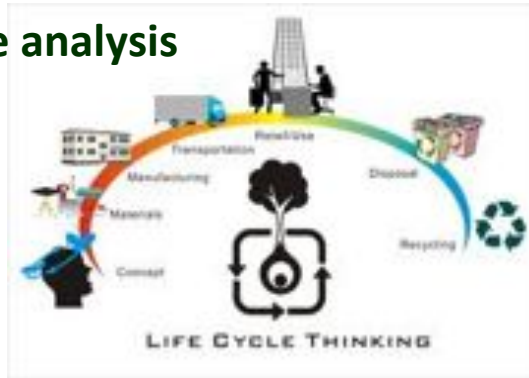 e analysis
Retail/Use
Transportation
Manufacturing
Disposal
Materials
Recycling
Concept
LIFE CYCLE THINKING